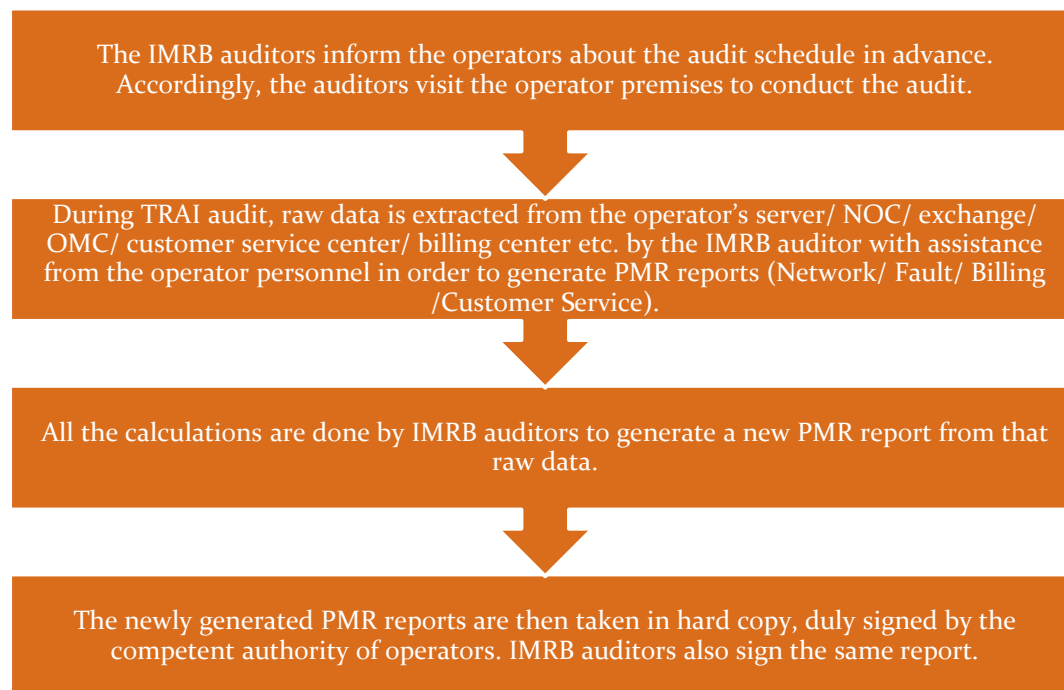 The IMRB auditors inform the operators about the audit schedule in advance.
Accordingly, the auditors visit the operator premises to conduct the audit.
During TRAI audit, raw data is extracted from the operator's server/ NOC/ exchange/
OMC/ customer service center/ billing center etc. by the IMRB auditor with assistance
from the operator personnel in order to generate PMR reports (Network/ Fault/ Billing
/Customer Service).
All the calculations are done by IMRB auditors to generate a new PMR report from that
raw data.
The newly generated PMR reports are then taken in hard copy, duly signed by the
competent authority of operators. IMRB auditors also sign the same report.